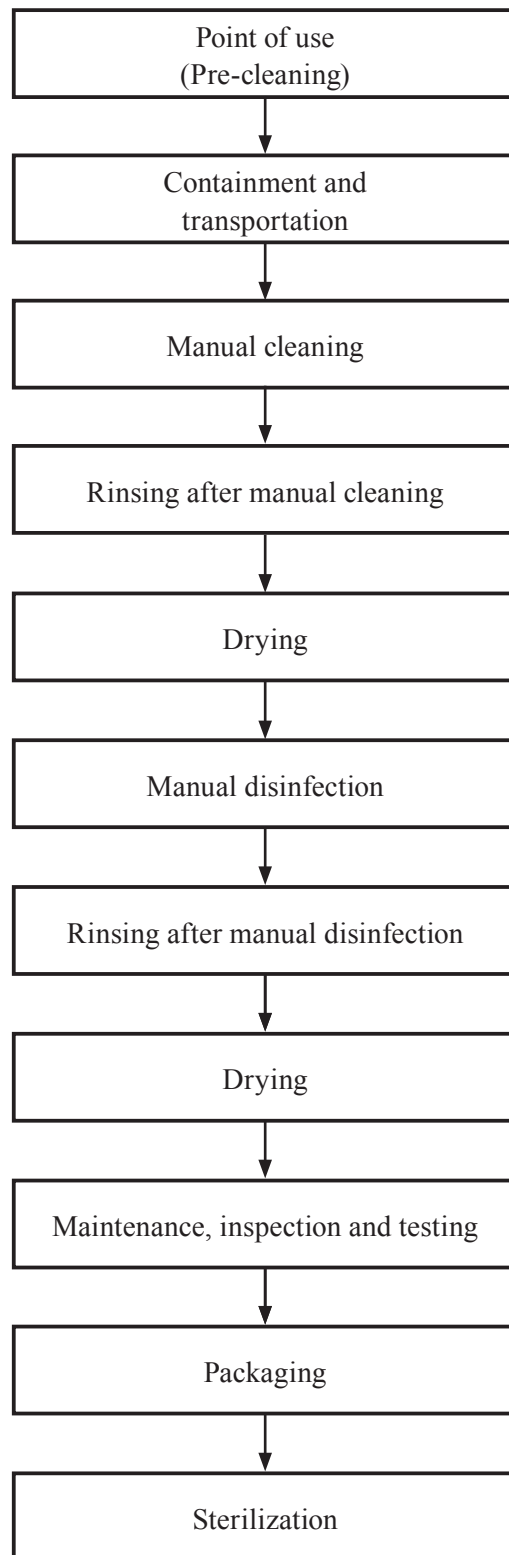 Point of use
(Pre-cleaning)
Containment and
transportation
Manual cleaning
Rinsing after manual cleaning
Drying
Manual disinfection
Rinsing after manual disinfection
Drying
Maintenance, inspection and testing
Packaging
Sterilization